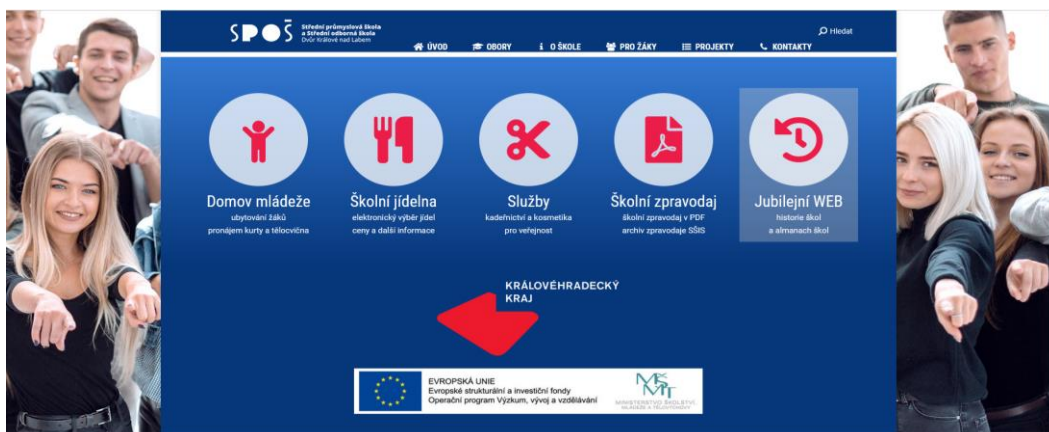 SPOŠ
Střední průmyslová škola
a Střední odborná škola
Dvůr Králové nad Labem
ÚVOD
OBORY
O ŠKOLE
PRO ŽÁKY
PROJEKTY
KONTAKTY
Hledat
Domov mládeže
ubytování žáků
pronájem kurty a tělocvična
Školní jídelna
elektronický výběr jídel
ceny a další informace
Služby
kadeřnictví a kosmetika
pro veřejnost
Školní zpravodaj
školní zpravodaj v PDF
archiv zpravodaje SŠIS
Jubilejní WEB
historie škol
a almanach škol
KRÁLOVÉHRADECKÝ
KRAJ
EVROPSKÁ UNIE
Evropské strukturální a investiční fondy
Operační program Výzkum, vývoj a vzdělávání
MŠMT
MINISTERSTVO ŠKOLSTVÍ,
MLÁDEŽE A TĚLOVÝCHOVY